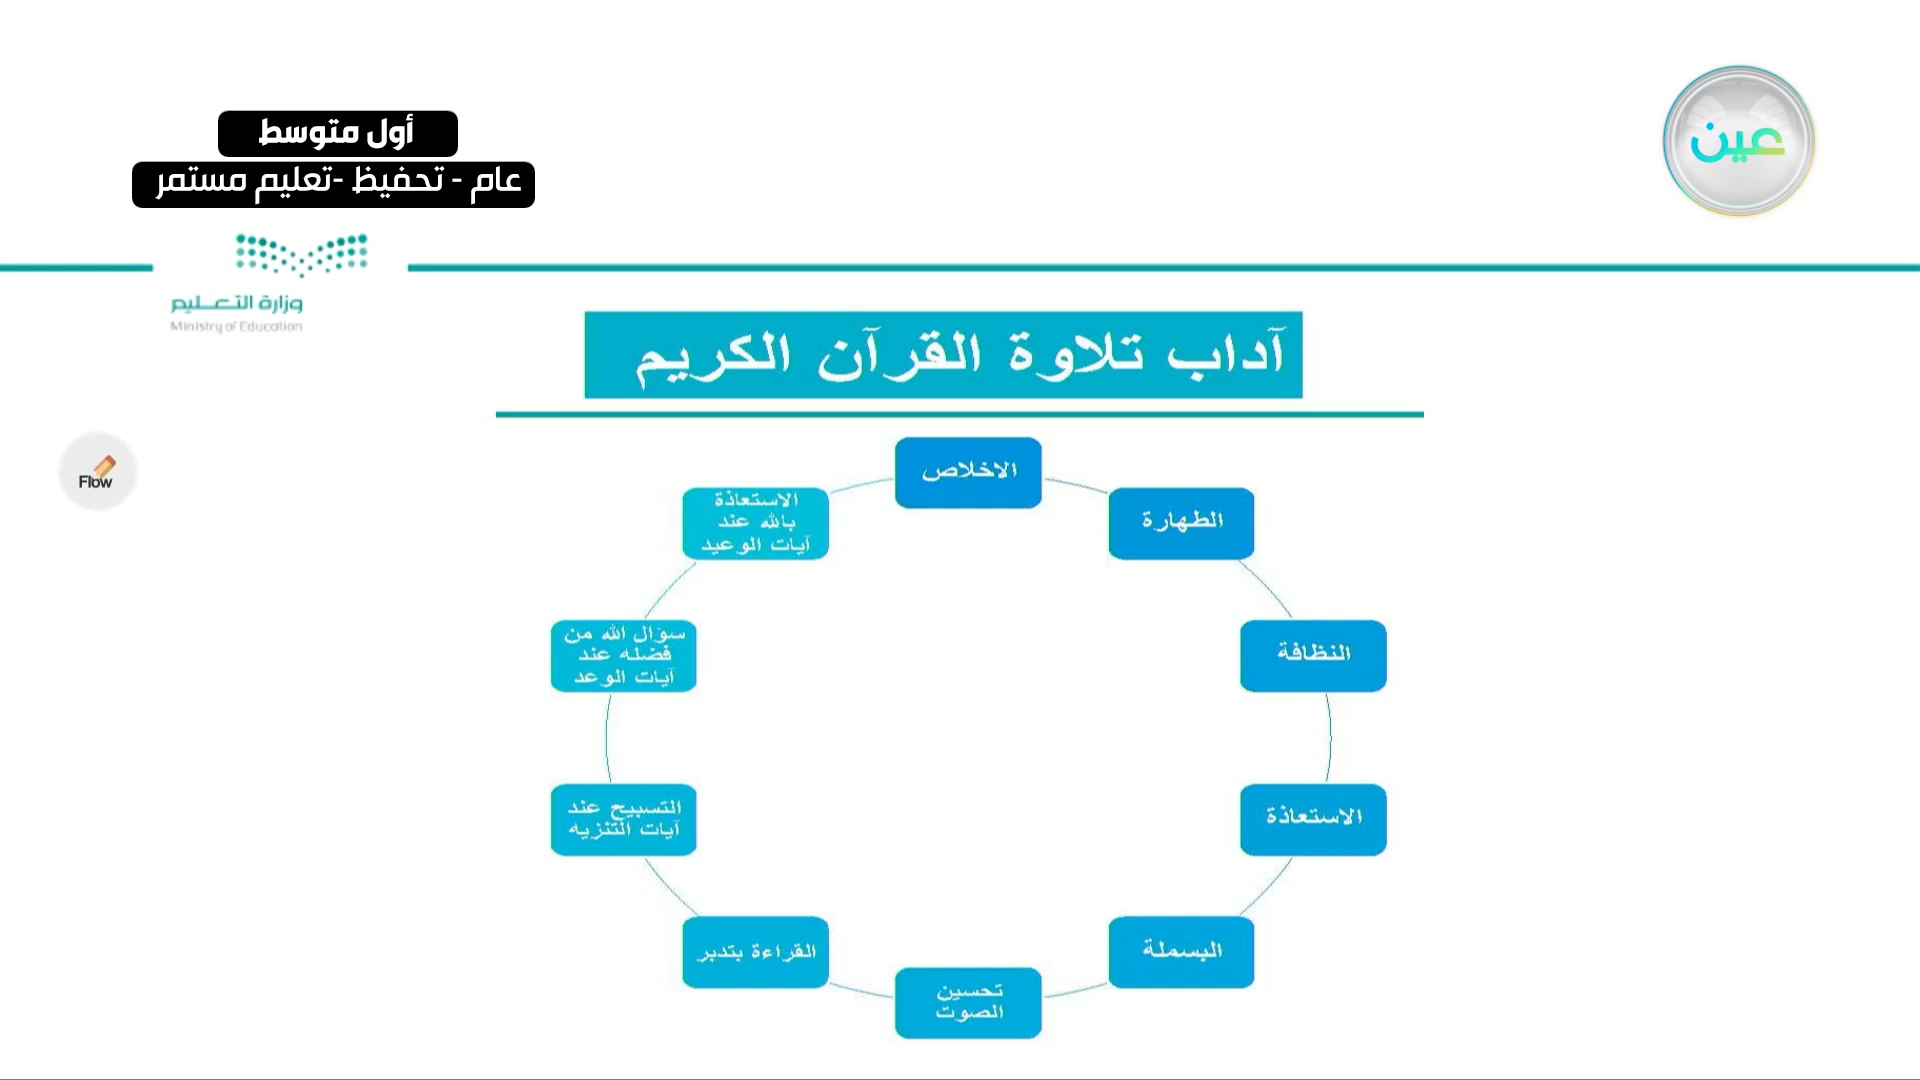 أول متوسط
عام - تحفيظ -تعليم مستمر
عين
وزارة التعليم
Ministry of Education
آداب تلاوة القرآن الكريم
Flow
الاخلاص
الطهارة
النظافة
الاستعاذة
البسملة
تحسين
الصوت
القراءة بتدبر
التسبيح عند
آيات التنزيه
سؤال الله من
فضله عند
آيات الوعد
الاستعاذة
بالله عند
آيات الوعيد